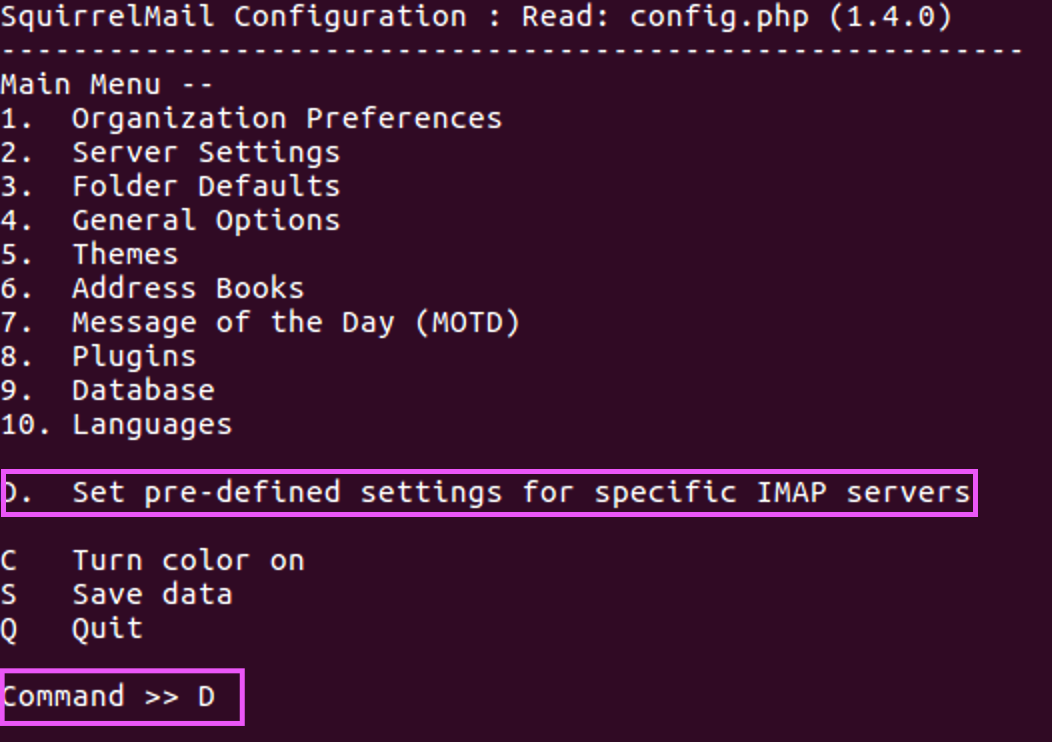 SquirrelMail Configuration : Read: config.php (1.4.0)
---------------------------------------------------------
Main Menu --
1.  Organization Preferences
2.  Server Settings
3.  Folder Defaults
4.  General Options
5.  Themes
6.  Address Books
7.  Message of the Day (MOTD)
8.  Plugins
9.  Database
10. Languages
D.  Set pre-defined settings for specific IMAP servers
C   Turn color on
S   Save data
Q   Quit
Command >> D